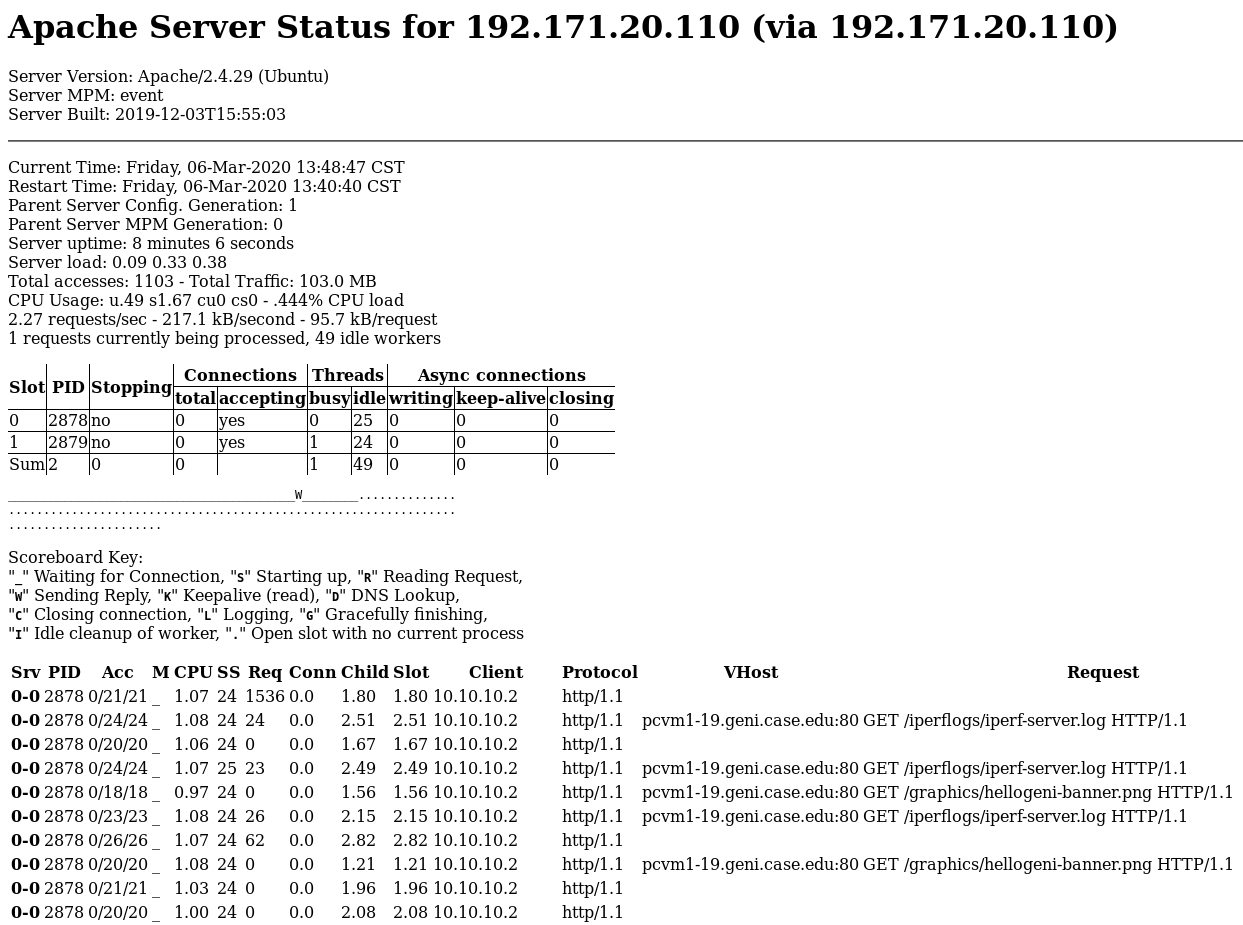 Apache Server Status for 192.171.20.110 (via 192.171.20.110)
Server Version: Apache/2.4.29 (Ubuntu)
Server MPM: event
Server Built: 2019-12-03T15:55:03
Current Time: Friday, 06-Mar-2020 13:48:47 CST
Restart Time: Friday, 06-Mar-2020 13:40:40 CST
Parent Server Config. Generation: 1
Parent Server MPM Generation: 0
Server uptime: 8 minutes 6 seconds
Server load: 0.09 0.33 0.38
Total accesses: 1103 - Total Traffic: 103.0 MB
CPU Usage: u.49 s1.67 cu0 cs0 - .444% CPU load
2.27 requests/sec - 217.1 kB/second - 95.7 kB/request
1 requests currently being processed, 49 idle workers
Slot PID Stopping Connections Threads Async connections
total accepting busy idle writing keep-alive closing
0 2878 no 0 yes 0 25 0 0 0
1 2879 no 0 yes 1 24 0 0 0
Sum 2 0 0 1 49 0 0 0
_________________________________________W________..............
................................................................
......................
Scoreboard Key:
"_" Waiting for Connection, "S" Starting up, "R" Reading Request,
"W" Sending Reply, "K" Keepalive (read), "D" DNS Lookup,
"C" Closing connection, "L" Logging, "G" Gracefully finishing,
"I" Idle cleanup of worker, "." Open slot with no current process
Srv PID Acc M CPU SS Req Conn Child Slot Client Protocol VHost Request
0-0 2878 0/21/21 _ 1.07 24 1536 0.0 1.80 1.80 10.10.10.2 http/1.1
0-0 2878 0/24/24 _ 1.08 24 24 0.0 2.51 2.51 10.10.10.2 http/1.1 pcvm1-19.geni.case.edu:80 GET /iperflogs/iperf-server.log HTTP/1.1
0-0 2878 0/20/20 _ 1.06 24 0 0.0 1.67 1.67 10.10.10.2 http/1.1
0-0 2878 0/24/24 _ 1.07 25 23 0.0 2.49 2.49 10.10.10.2 http/1.1 pcvm1-19.geni.case.edu:80 GET /iperflogs/iperf-server.log HTTP/1.1
0-0 2878 0/18/18 _ 0.97 24 0 0.0 1.56 1.56 10.10.10.2 http/1.1 pcvm1-19.geni.case.edu:80 GET /graphics/hellogeni-banner.png HTTP/1.1
0-0 2878 0/23/23 _ 1.08 24 26 0.0 2.15 2.15 10.10.10.2 http/1.1 pcvm1-19.geni.case.edu:80 GET /iperflogs/iperf-server.log HTTP/1.1
0-0 2878 0/26/26 _ 1.07 24 62 0.0 2.82 2.82 10.10.10.2 http/1.1
0-0 2878 0/20/20 _ 1.08 24 0 0.0 1.21 1.21 10.10.10.2 http/1.1 pcvm1-19.geni.case.edu:80 GET /graphics/hellogeni-banner.png HTTP/1.1
0-0 2878 0/21/21 _ 1.03 24 0 0.0 1.96 1.96 10.10.10.2 http/1.1
0-0 2878 0/20/20 _ 1.00 24 0 0.0 2.08 2.08 10.10.10.2 http/1.1